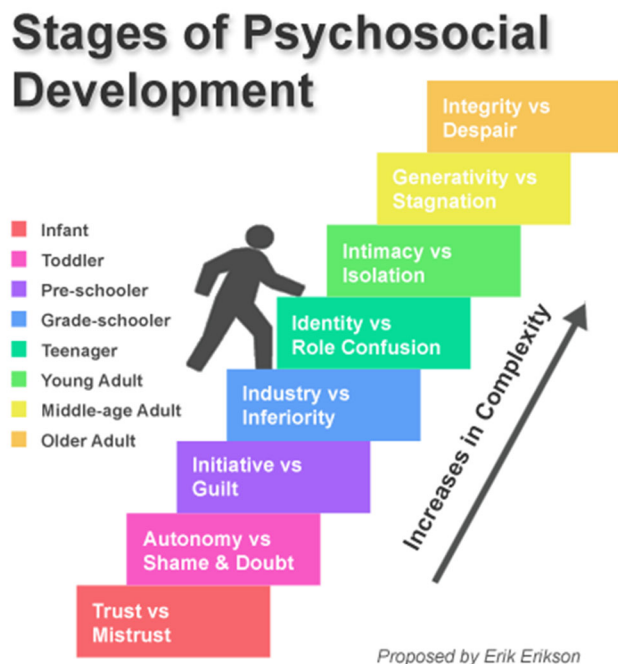 Stages of Psychosocial
Development
Integrity vs
Despair
Generativity vs
Stagnation
Intimacy vs
Isolation
Identity vs
Role Confusion
Industry vs
Inferiority
Initiative vs
Guilt
Autonomy vs
Shame & Doubt
Trust vs
Mistrust
Infant
Toddler
Pre-schooler
Grade-schooler
Teenager
Young Adult
Middle-age Adult
Older Adult
Increases in Complexity
Proposed by Erik Erikson